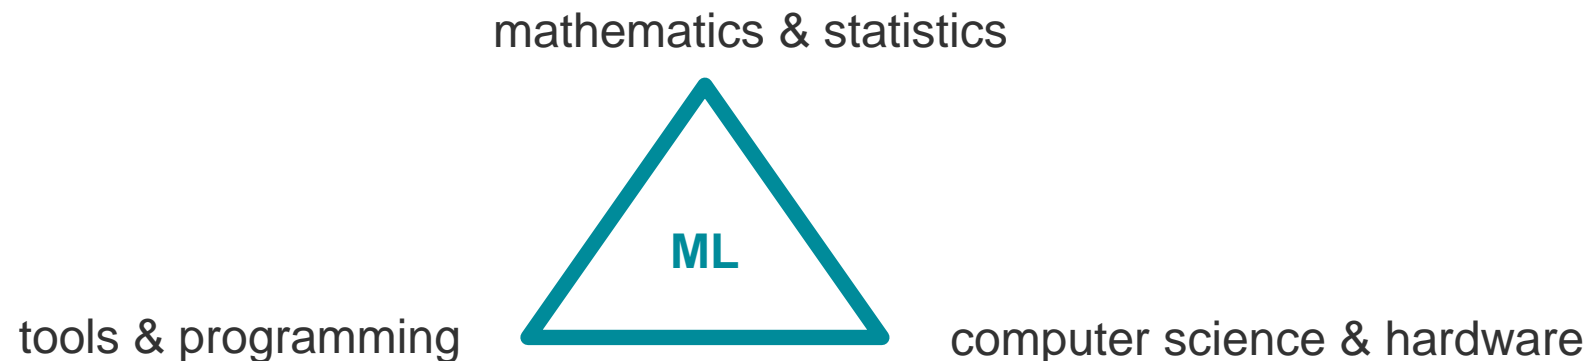 mathematics & statistics
ML
tools & programming
computer science & hardware